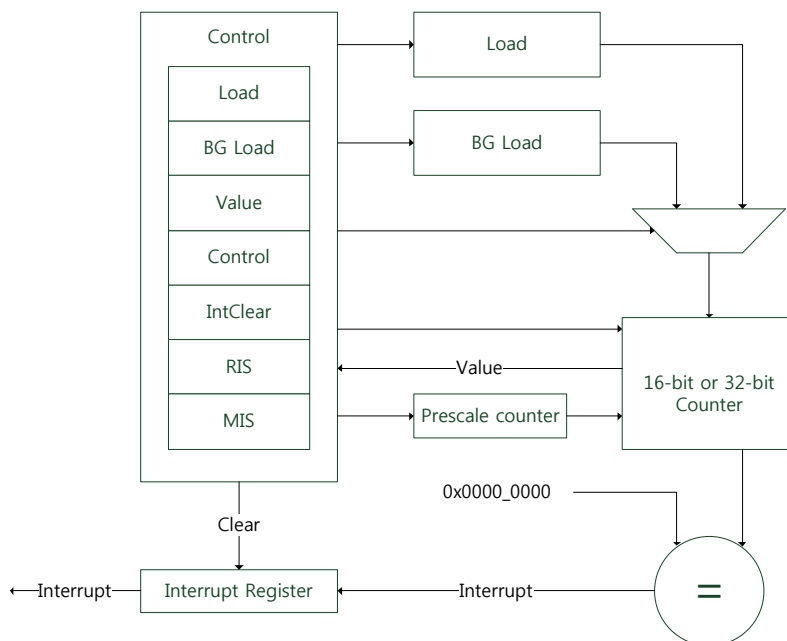 Control
Load
BG Load
Value
Control
IntClear
RIS
MIS
Load
BG Load
Value
Prescale counter
16-bit or 32-bit
Counter
0x0000_0000
Clear
Interrupt
Interrupt Register
Interrupt
=